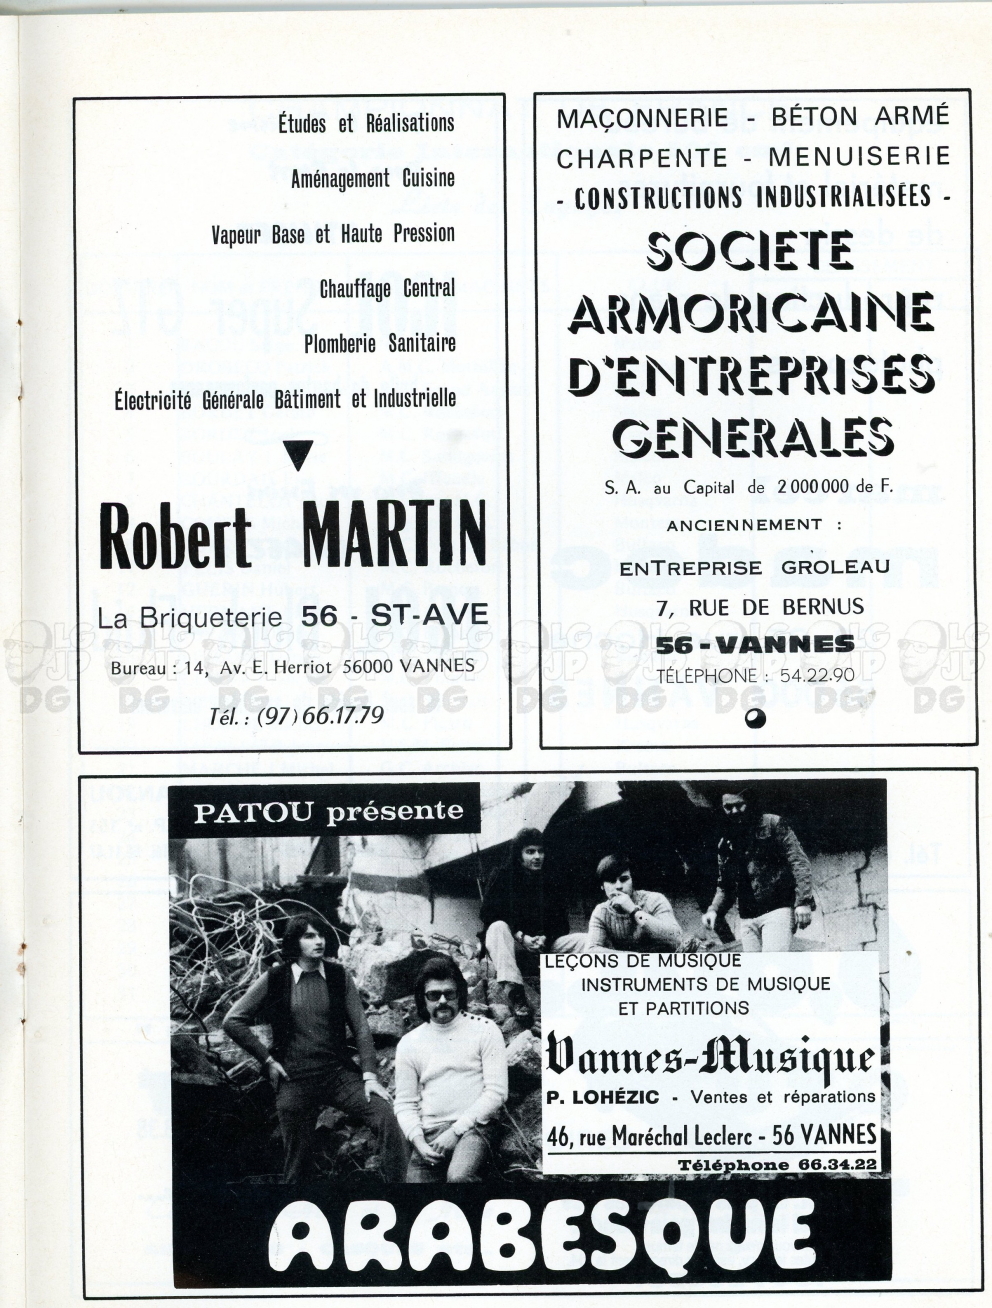 Études et Réalisations
Aménagement Cuisine
Vapeur Base et Haute Pression
Chauffage Central
Plomberie Sanitaire
Électricité Générale Bâtiment et Industrielle
Robert MARTIN
La Briqueterie 56 - ST-AVE
Bureau : 14, Av. E. Herriot 56000 VANNES
Tél. : (97) 66.17.79
MAÇONNERIE - BÉTON ARMÉ
CHARPENTE - MENUISERIE
- CONSTRUCTIONS INDUSTRIALISÉES -
SOCIETE
ARMORICAINE
D'ENTREPRISES
GENERALES
S. A. au Capital de 2 000 000 de F.
ANCIENNEMENT :
ENTREPRISE GROLEAU
7, RUE DE BERNUS
56 - VANNES
TÉLÉPHONE : 54.22.90
PATOU présente
LEÇONS DE MUSIQUE
INSTRUMENTS DE MUSIQUE
ET PARTITIONS
Vannes-Musique
P. LOHÉZIC - Ventes et réparations
46, rue Maréchal Leclerc - 56 VANNES
Téléphone 66.34.22
ARABESQUE